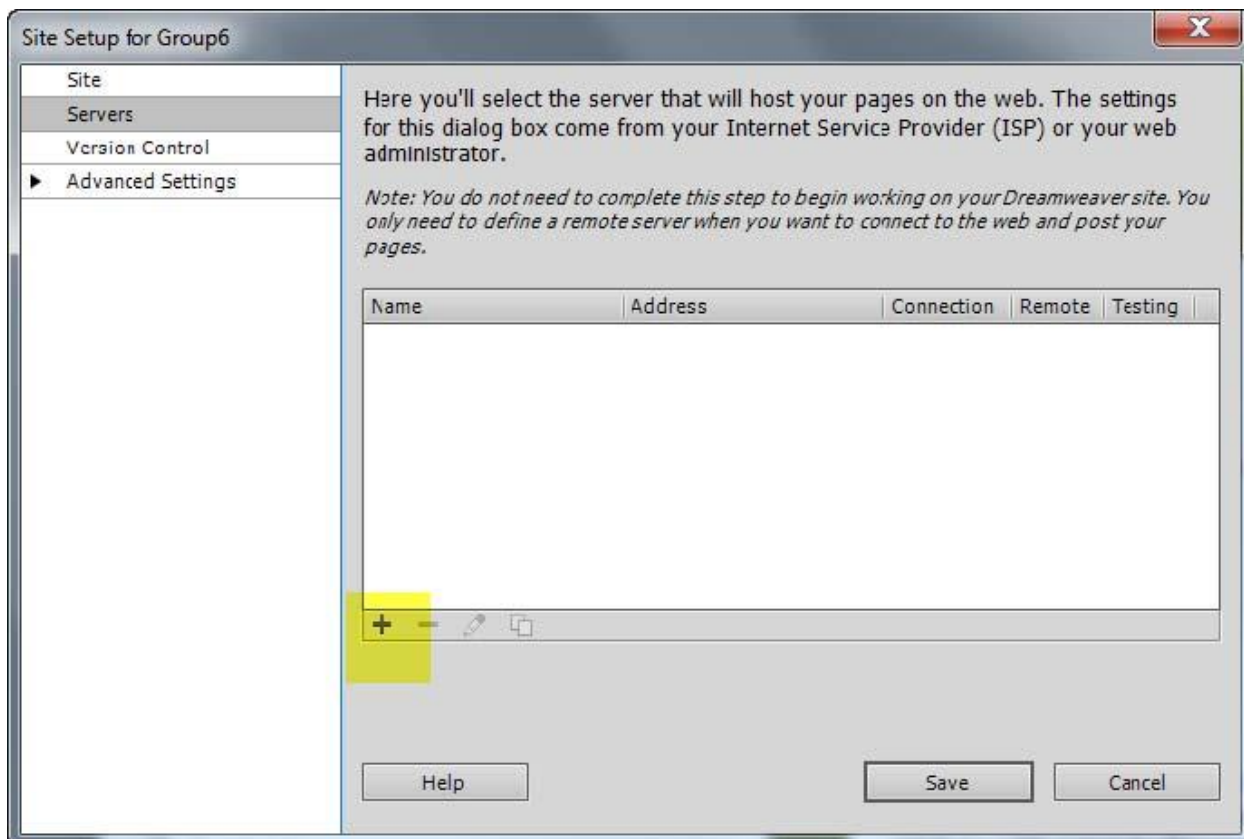 Site Setup for Group6
Site
Servers
Version Control
Advanced Settings
Here you'll select the server that will host your pages on the web. The settings
for this dialog box come from your Internet Service Provider (ISP) or your web
administrator.
Note: You do not need to complete this step to begin working on your Dreamweaver site. You
only need to define a remote server when you want to connect to the web and post your
pages.
Name Address Connection Remote Testing
Help Save Cancel